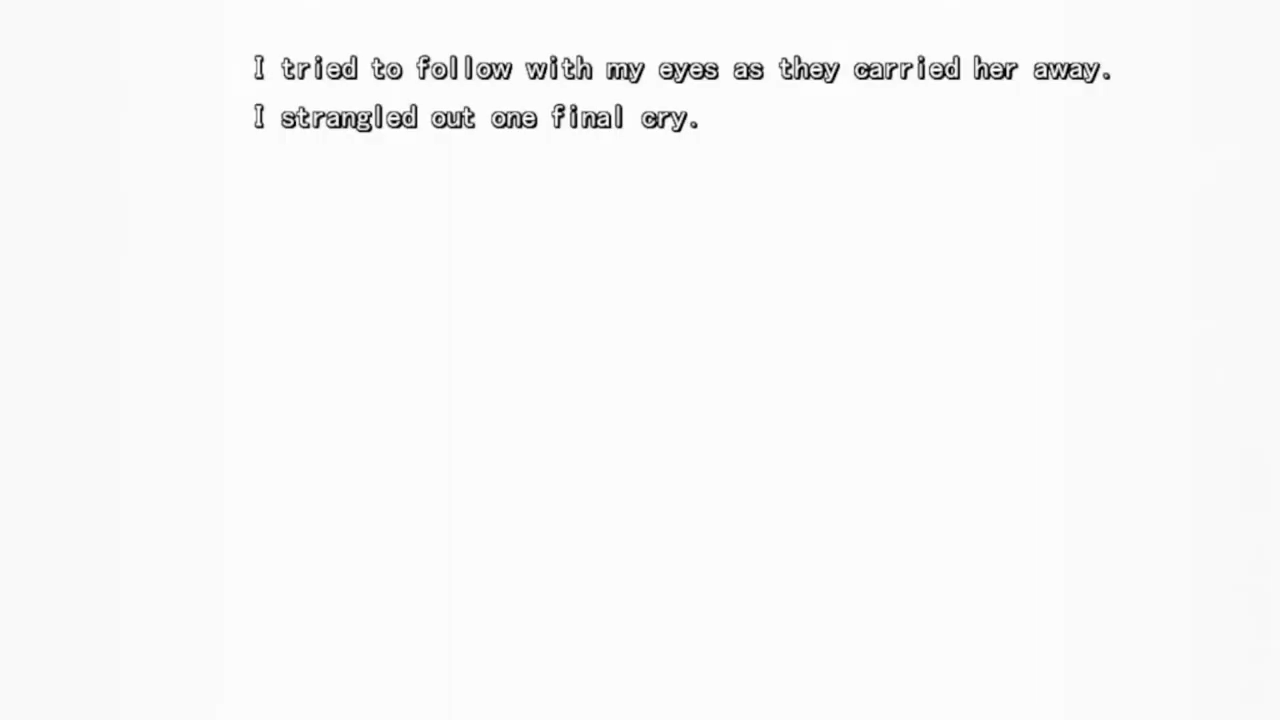 I tried to follow with my eyes as they carried her away.
I strangled out one final cry.